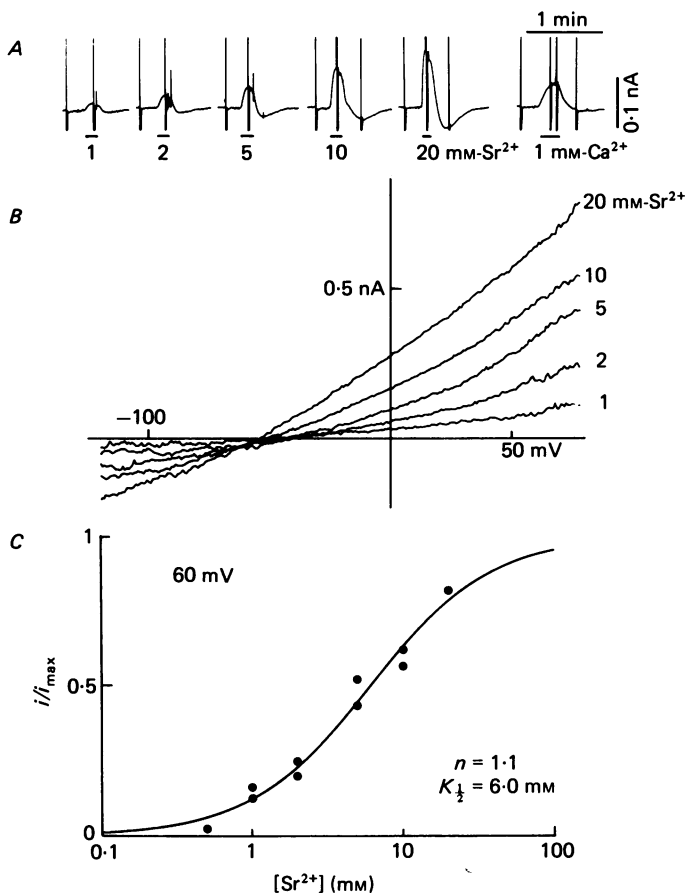 A
1 min
0·1 nA
1 2 5 10 20 mM-Sr²⁺ 1 mM-Ca²⁺
B
20 mM-Sr²⁺
0·5 nA
10
5
2
1
−100
50 mV
C
1
60 mV
i/i_max
0·5
n = 1·1
K_½ = 6·0 mM
0
0·1 1 10 100
[Sr²⁺] (mM)